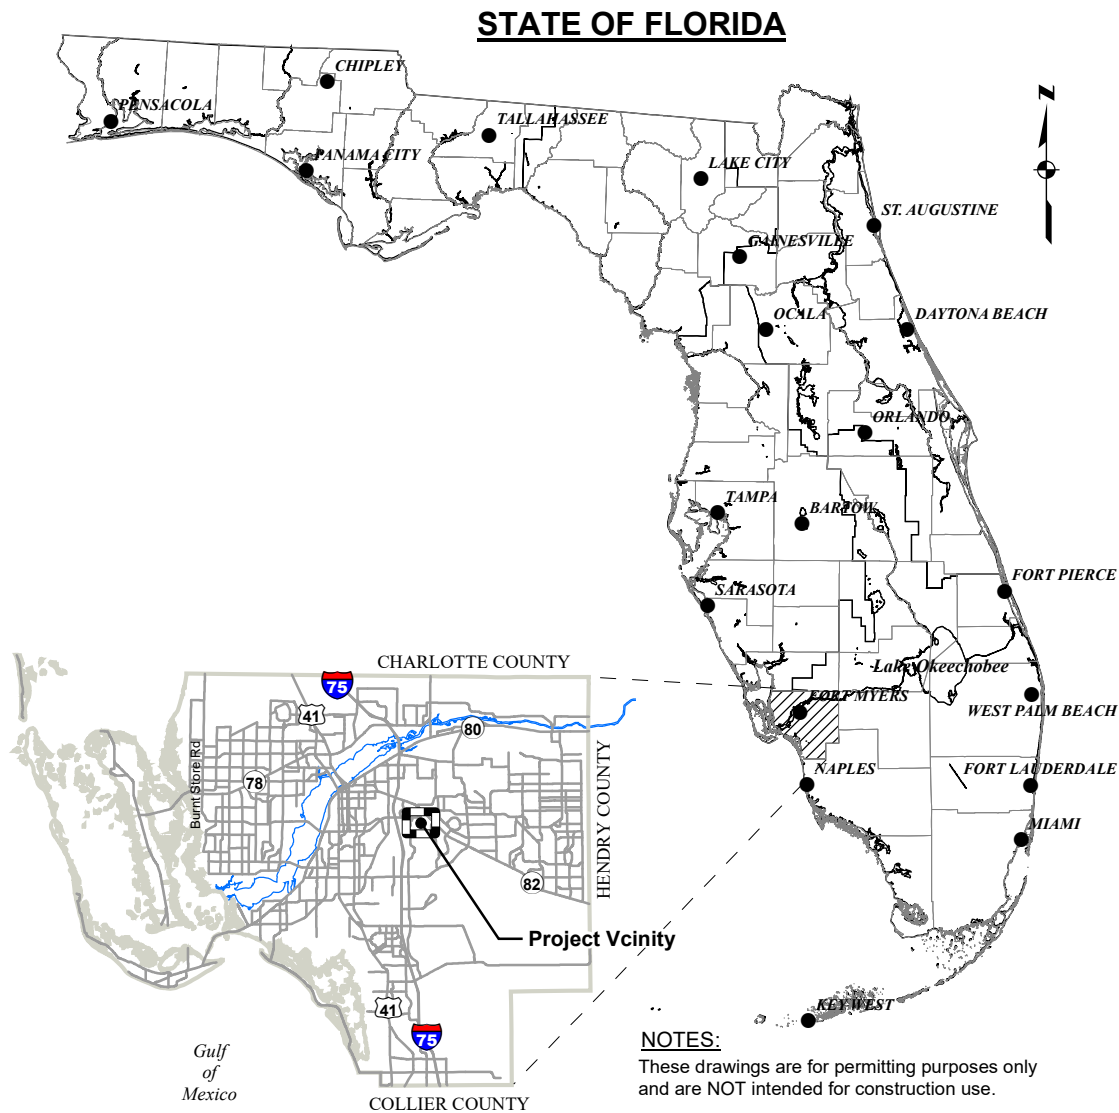 STATE OF FLORIDA
CHIPLEY
PENSACOLA
TALLAHASSEE
N
PANAMA CITY
LAKE CITY
ST. AUGUSTINE
GAINESVILLE
OCALA
DAYTONA BEACH
ORLANDO
TAMPA
BARTOW
FORT PIERCE
SARASOTA
Lake Okeechobee
FORT MYERS
WEST PALM BEACH
NAPLES
FORT LAUDERDALE
MIAMI
KEY WEST
CHARLOTTE COUNTY
75
41
80
Burnt Store Rd
78
HENDRY COUNTY
82
Project Vcinity
41
75
Gulf
of
Mexico
COLLIER COUNTY
NOTES:
These drawings are for permitting purposes only
and are NOT intended for construction use.